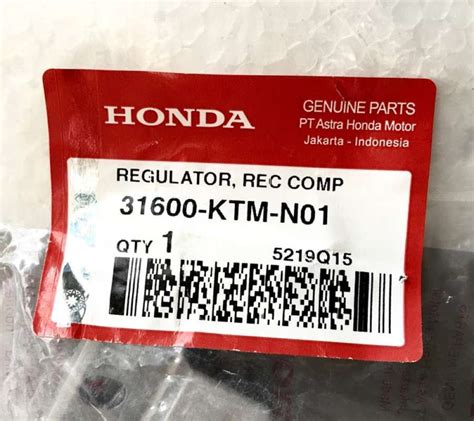 HONDA
GENUINE PARTS
PT Astra Honda Motor
Jakarta - Indonesia
REGULATOR, REC COMP
31600-KTM-N01
QTY 1
5219Q15